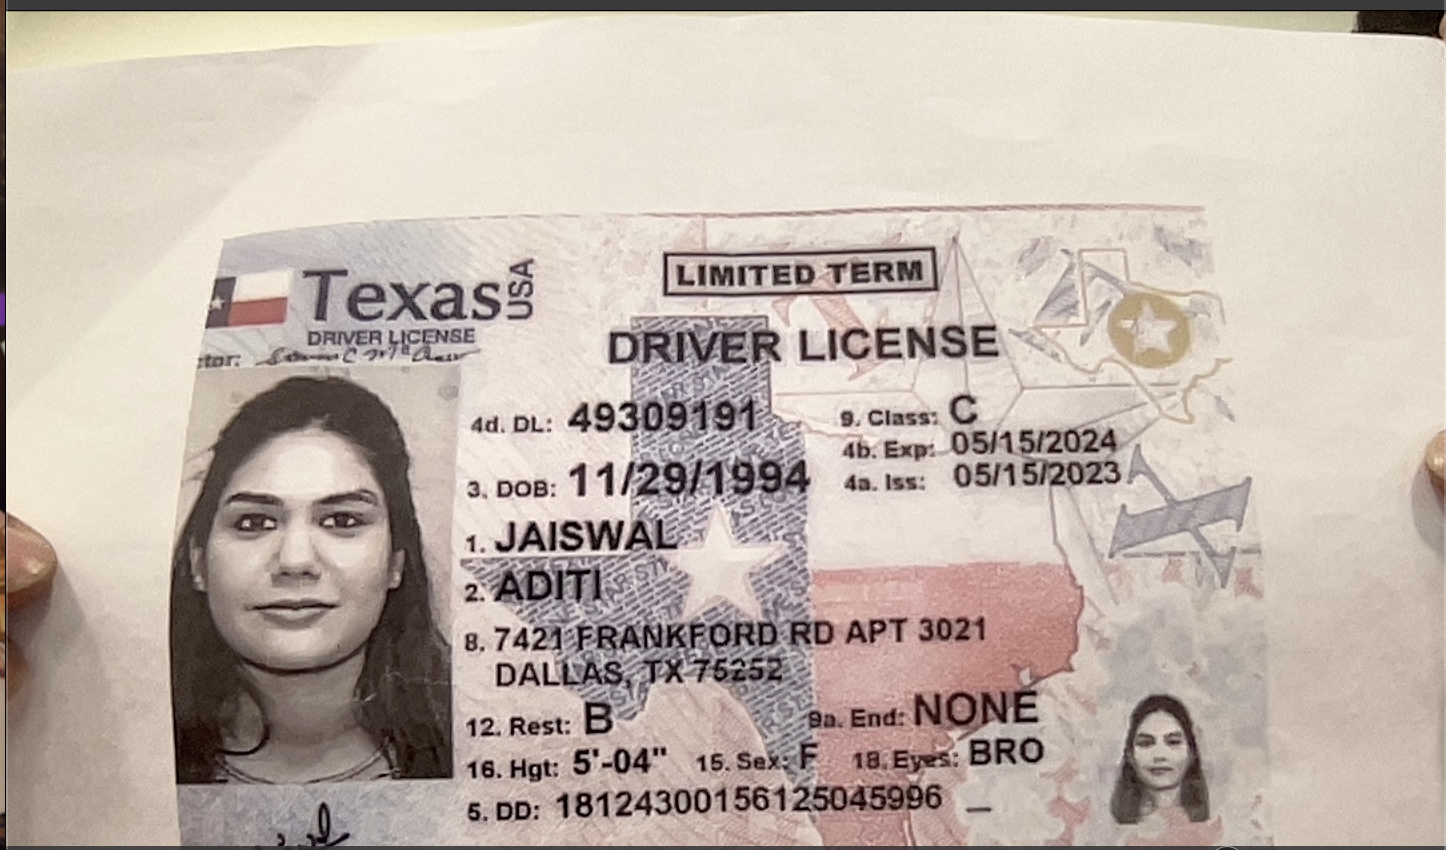 Texas USA
DRIVER LICENSE
LIMITED TERM
DRIVER LICENSE
4d. DL: 49309191
9. Class: C
4b. Exp: 05/15/2024
3. DOB: 11/29/1994
4a. Iss: 05/15/2023
1. JAISWAL
2. ADITI
8. 7421 FRANKFORD RD APT 3021
DALLAS, TX 75252
12. Rest: B
9a. End: NONE
16. Hgt: 5'-04"
15. Sex: F
18. Eyes: BRO
5. DD: 18124300156125045996